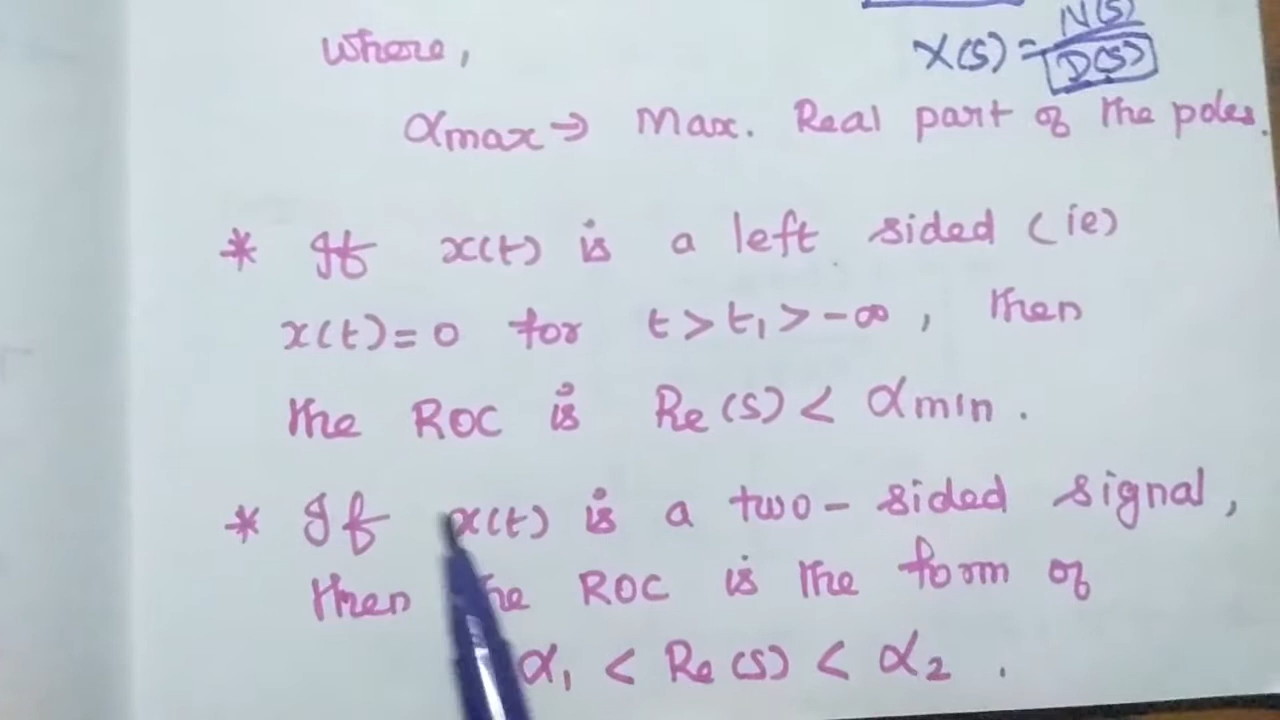 where,
X(s) = N(s)
D(s)
αmax → Max. Real part of the poles.
* If x(t) is a left sided (ie)
x(t)=0 for t > t₁ > -∞, then
the ROC is Re(s) < αmin.
* If x(t) is a two-sided signal,
then the ROC is the form of
α₁ < Re(s) < α₂.